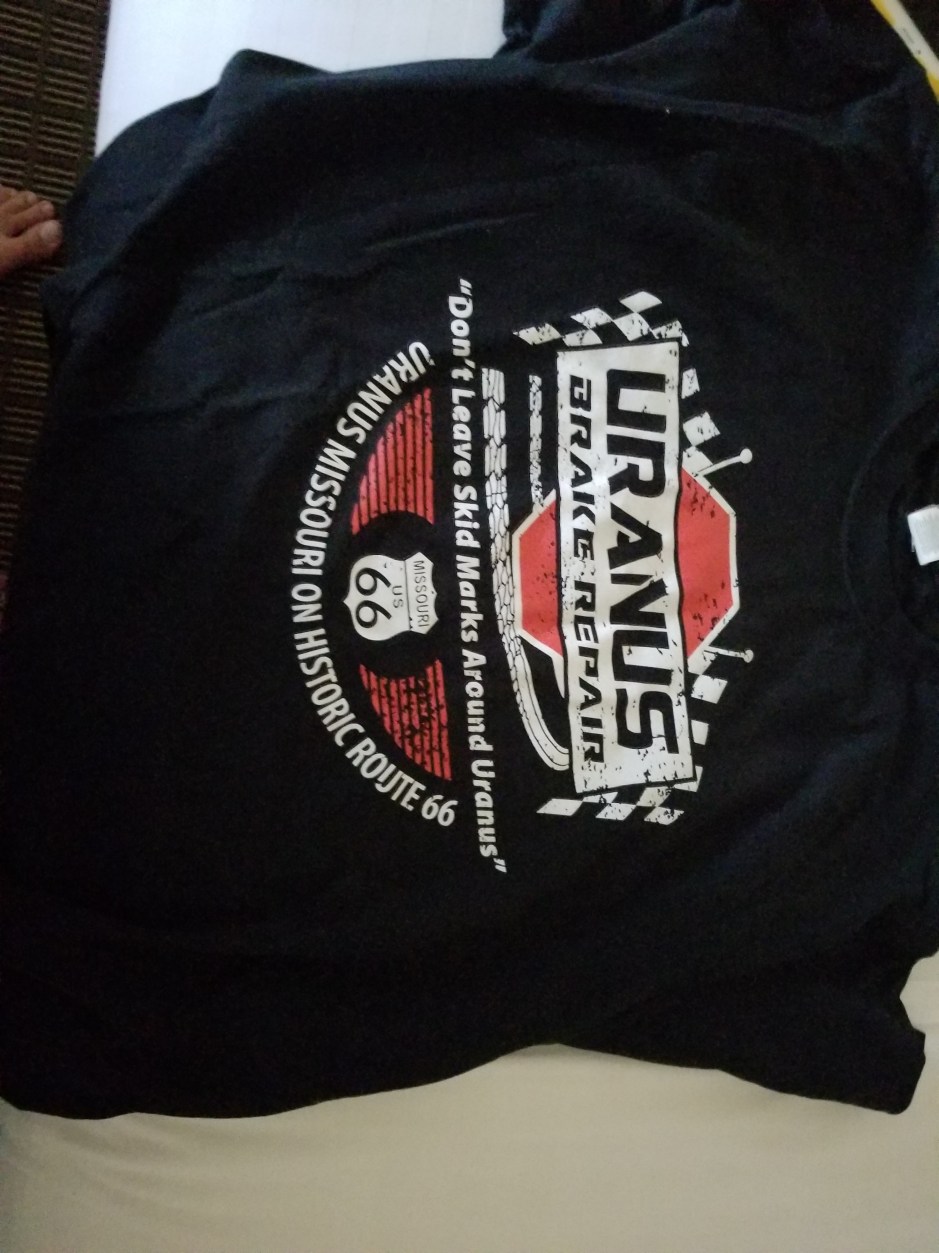 URANUS
BRAKE REPAIR
"Don't Leave Skid Marks Around Uranus"
MISSOURI
US
66
URANUS MISSOURI ON HISTORIC ROUTE 66